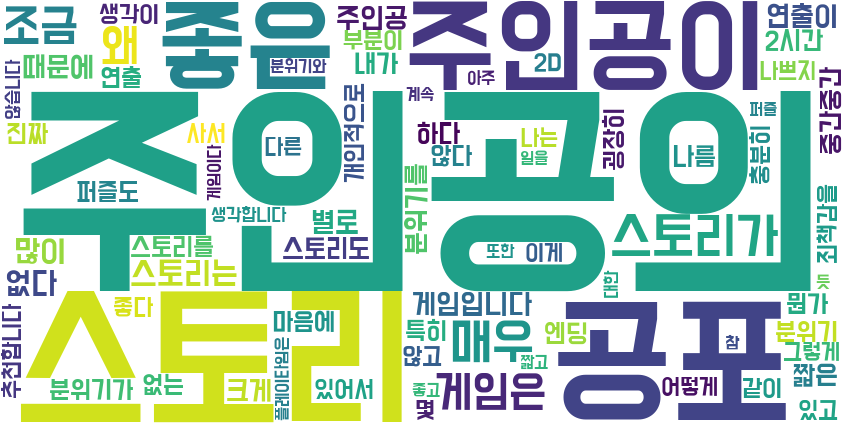 조금
생각이
왜
때문에
연출
좋은
분위기와
주인공
부분이
내가
주인공이
아주
2D
연출이
2시간
나쁘지
않습니다
진짜
사서
게임이다
퍼즐도
생각합니다
주인공의
다른
개인적으로
계속
하다
않다
나는
일을
굉장히
나름
퍼즐
충분히
중간중간
많이
없다
스토리를
스토리는
별로
스토리도
분위기를
또한
이게
스토리가
죄책감을
대한
듯
좋다
추천합니다
스토리
분위기가
없는
크게
마음에
플레이타임은
있어서
게임입니다
특히
않고
매우
짧고
좋고
몇
게임은
엔딩
공포
어떻게
참
같이
뭔가
분위기
그렇게
짧은
있고